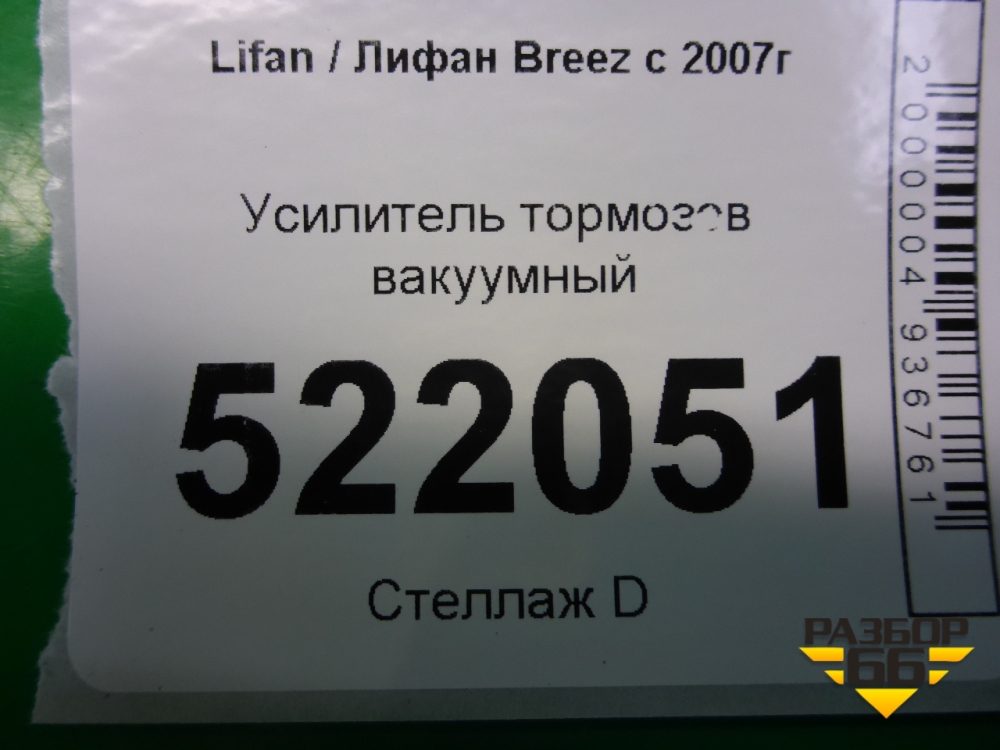 Lifan / Лифан Breez с 2007г
Усилитель тормозов
вакуумный
522051
Стеллаж D
2000004936761
РАЗБОР
66